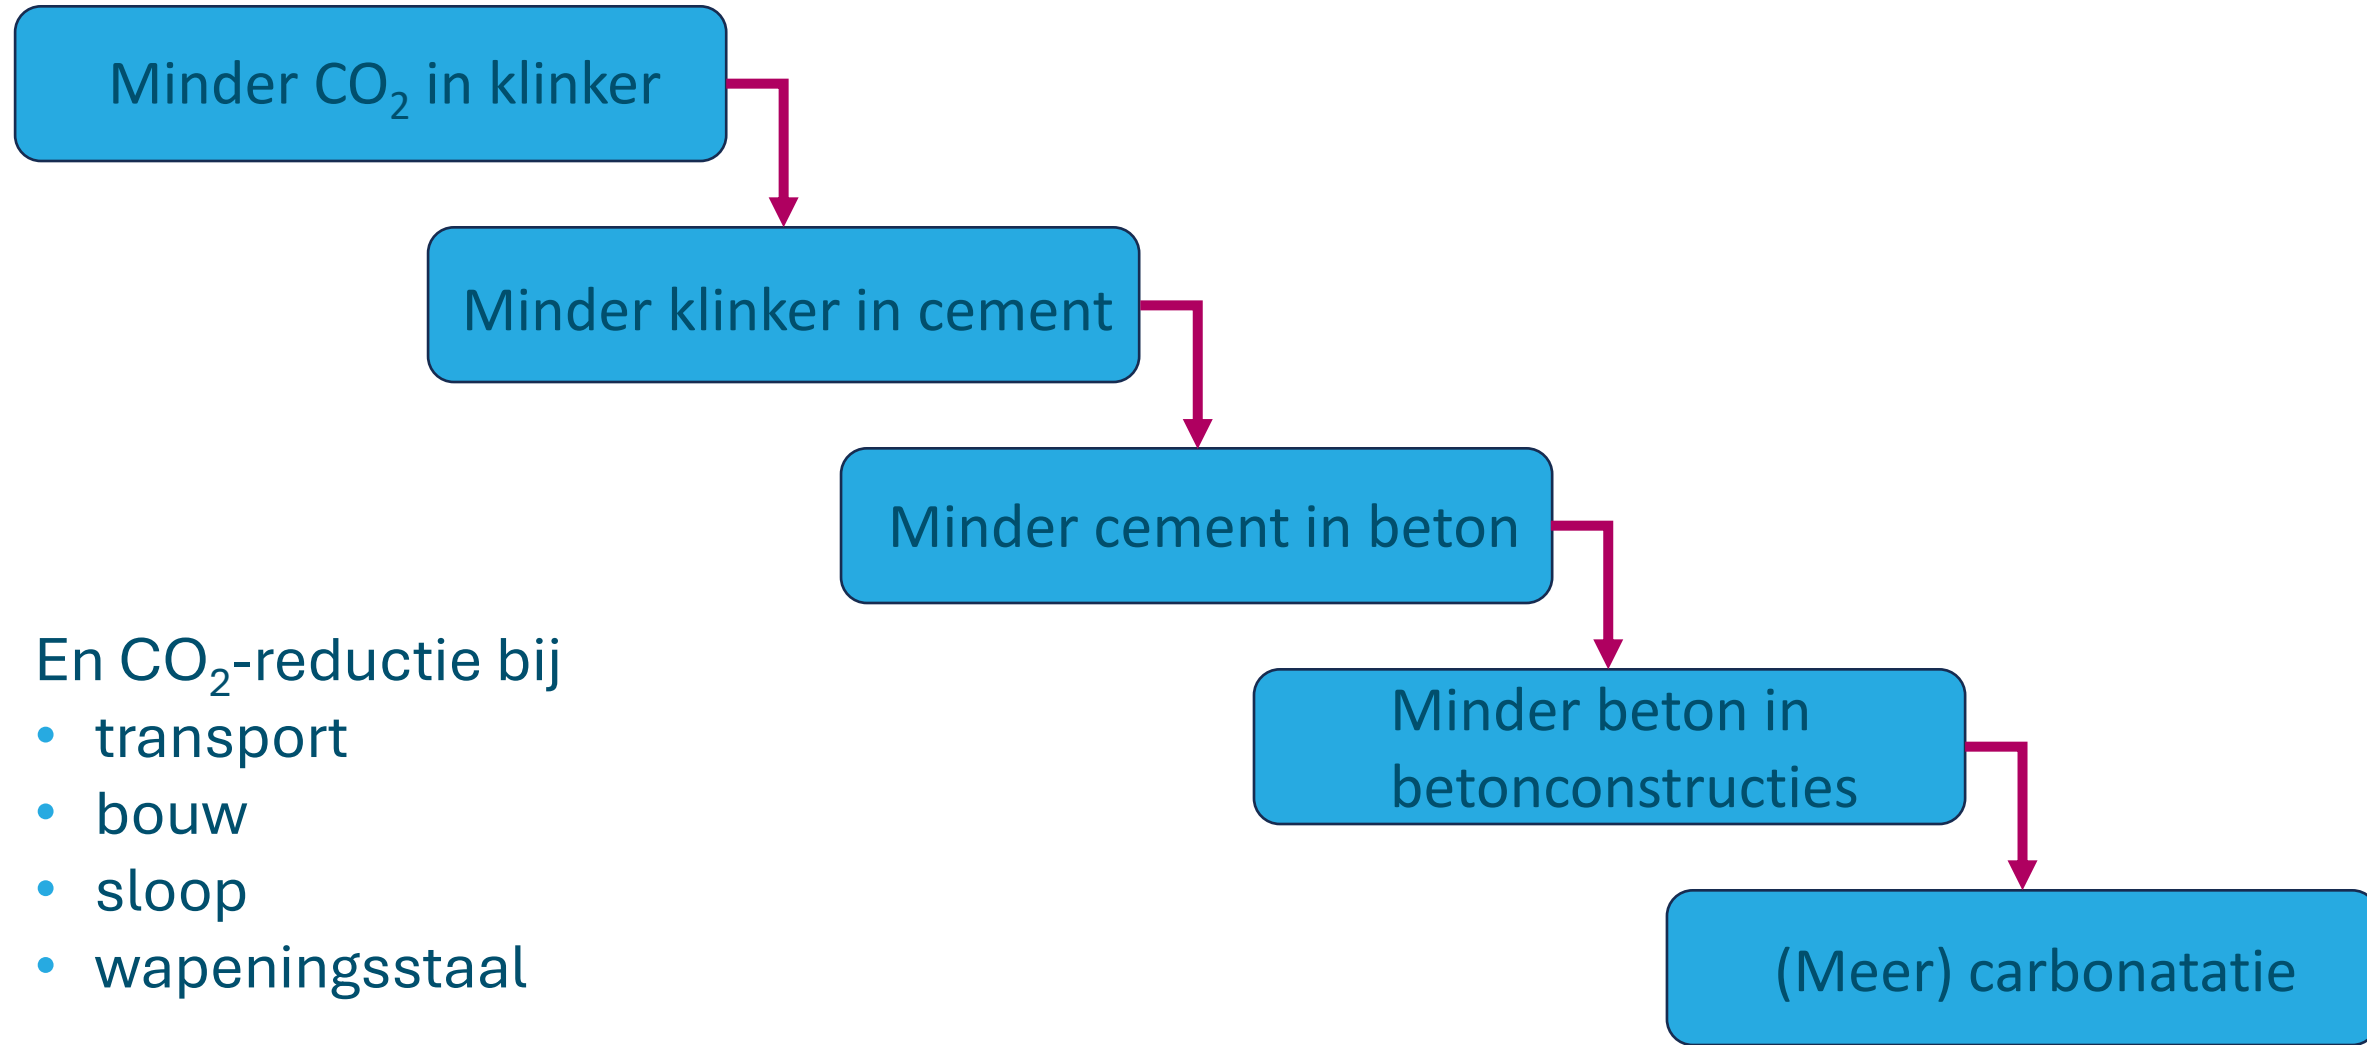 Minder CO₂ in klinker
Minder klinker in cement
Minder cement in beton
Minder beton in
betonconstructies
(Meer) carbonatatie
En CO₂-reductie bij
• transport
• bouw
• sloop
• wapeningsstaal